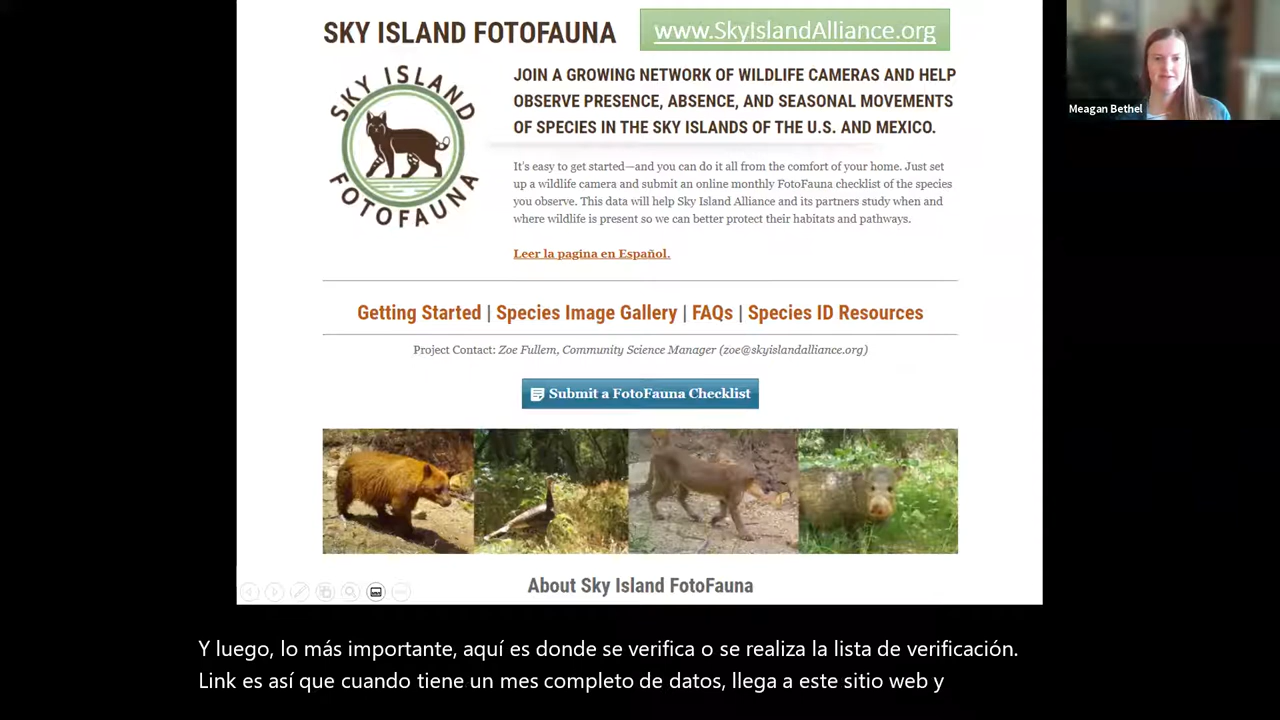 SKY ISLAND FOTOFAUNA
www.SkyIslandAlliance.org
Meagan Bethel
SKY ISLAND
FOTOFAUNA
JOIN A GROWING NETWORK OF WILDLIFE CAMERAS AND HELP
OBSERVE PRESENCE, ABSENCE, AND SEASONAL MOVEMENTS
OF SPECIES IN THE SKY ISLANDS OF THE U.S. AND MEXICO.
It's easy to get started—and you can do it all from the comfort of your home. Just set
up a wildlife camera and submit an online monthly FotoFauna checklist of the species
you observe. This data will help Sky Island Alliance and its partners study when and
where wildlife is present so we can better protect their habitats and pathways.
Leer la pagina en Español.
Getting Started | Species Image Gallery | FAQs | Species ID Resources
Project Contact: Zoe Fullem, Community Science Manager (zoe@skyislandalliance.org)
Submit a FotoFauna Checklist
About Sky Island FotoFauna
Y luego, lo más importante, aquí es donde se verifica o se realiza la lista de verificación.
Link es así que cuando tiene un mes completo de datos, llega a este sitio web y